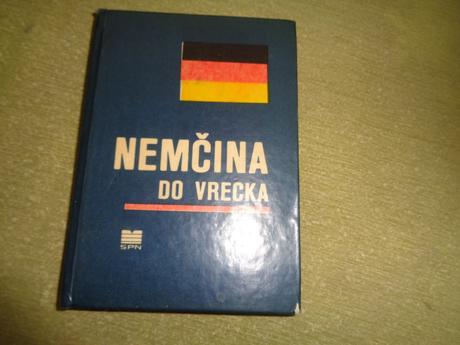 NEMČINA
DO VRECKA
SPN